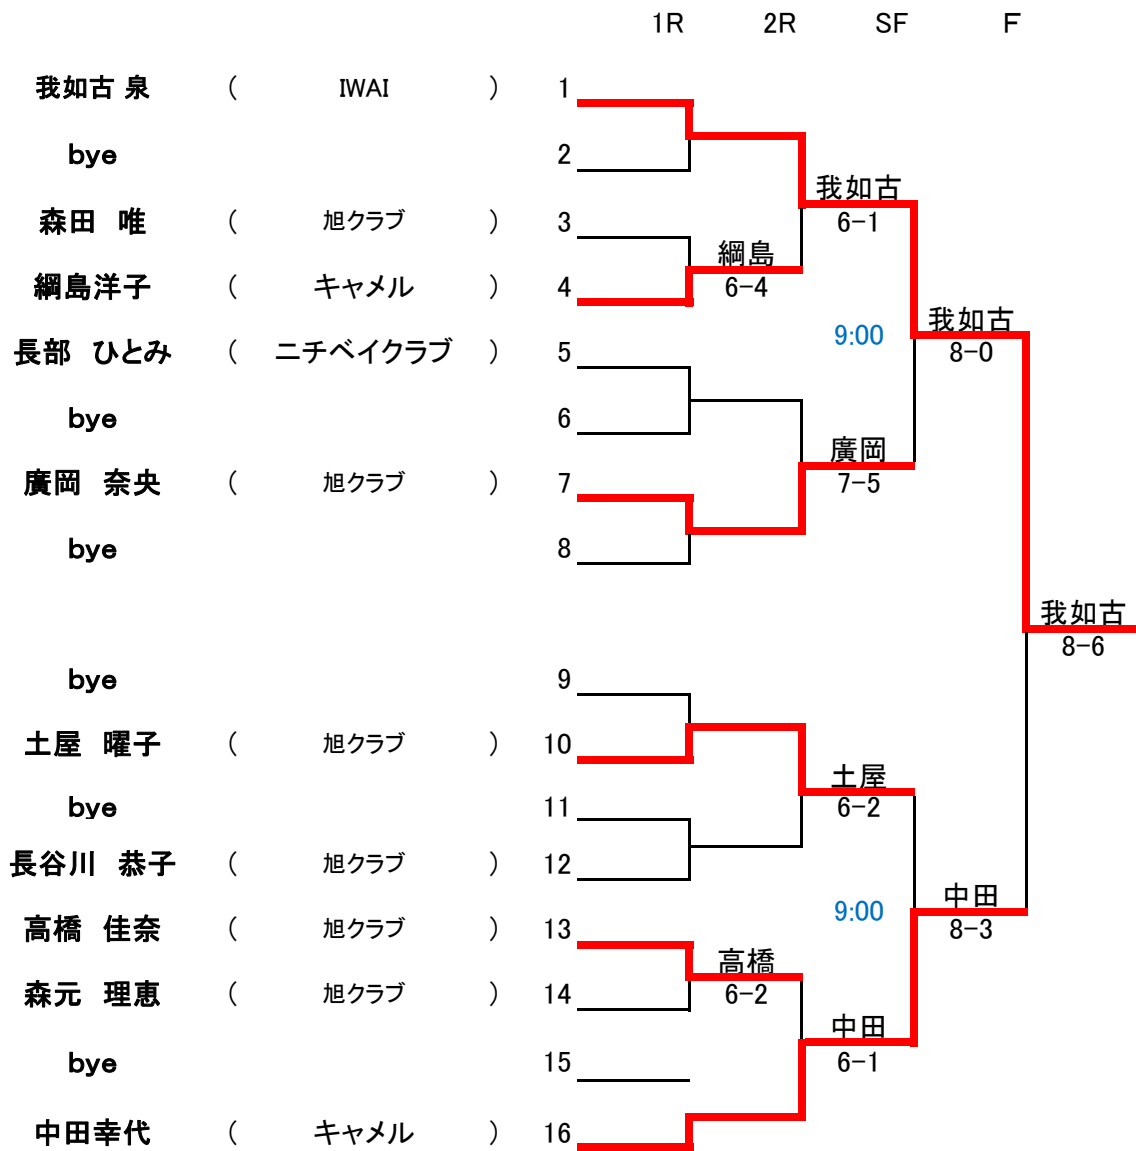 1R 2R SF F
我如古 泉 ( IWAI ) 1
bye 2
我如古
6-1
森田 唯 ( 旭クラブ ) 3
綱島
6-4
綱島洋子 ( キャメル ) 4
9:00
我如古
8-0
長部 ひとみ ( ニチベイクラブ ) 5
bye 6
廣岡
7-5
廣岡 奈央 ( 旭クラブ ) 7
bye 8
我如古
8-6
bye 9
土屋 曜子 ( 旭クラブ ) 10
土屋
6-2
bye 11
長谷川 恭子 ( 旭クラブ ) 12
9:00
中田
8-3
高橋 佳奈 ( 旭クラブ ) 13
高橋
6-2
森元 理恵 ( 旭クラブ ) 14
中田
6-1
bye 15
中田幸代 ( キャメル ) 16